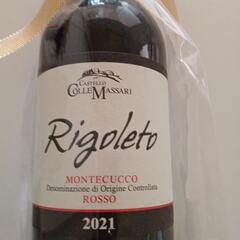 CASTELLO
COLLEMASSARI
Rigoleto
MONTECUCCO
Denominazione di Origine Controllata
ROSSO
2021